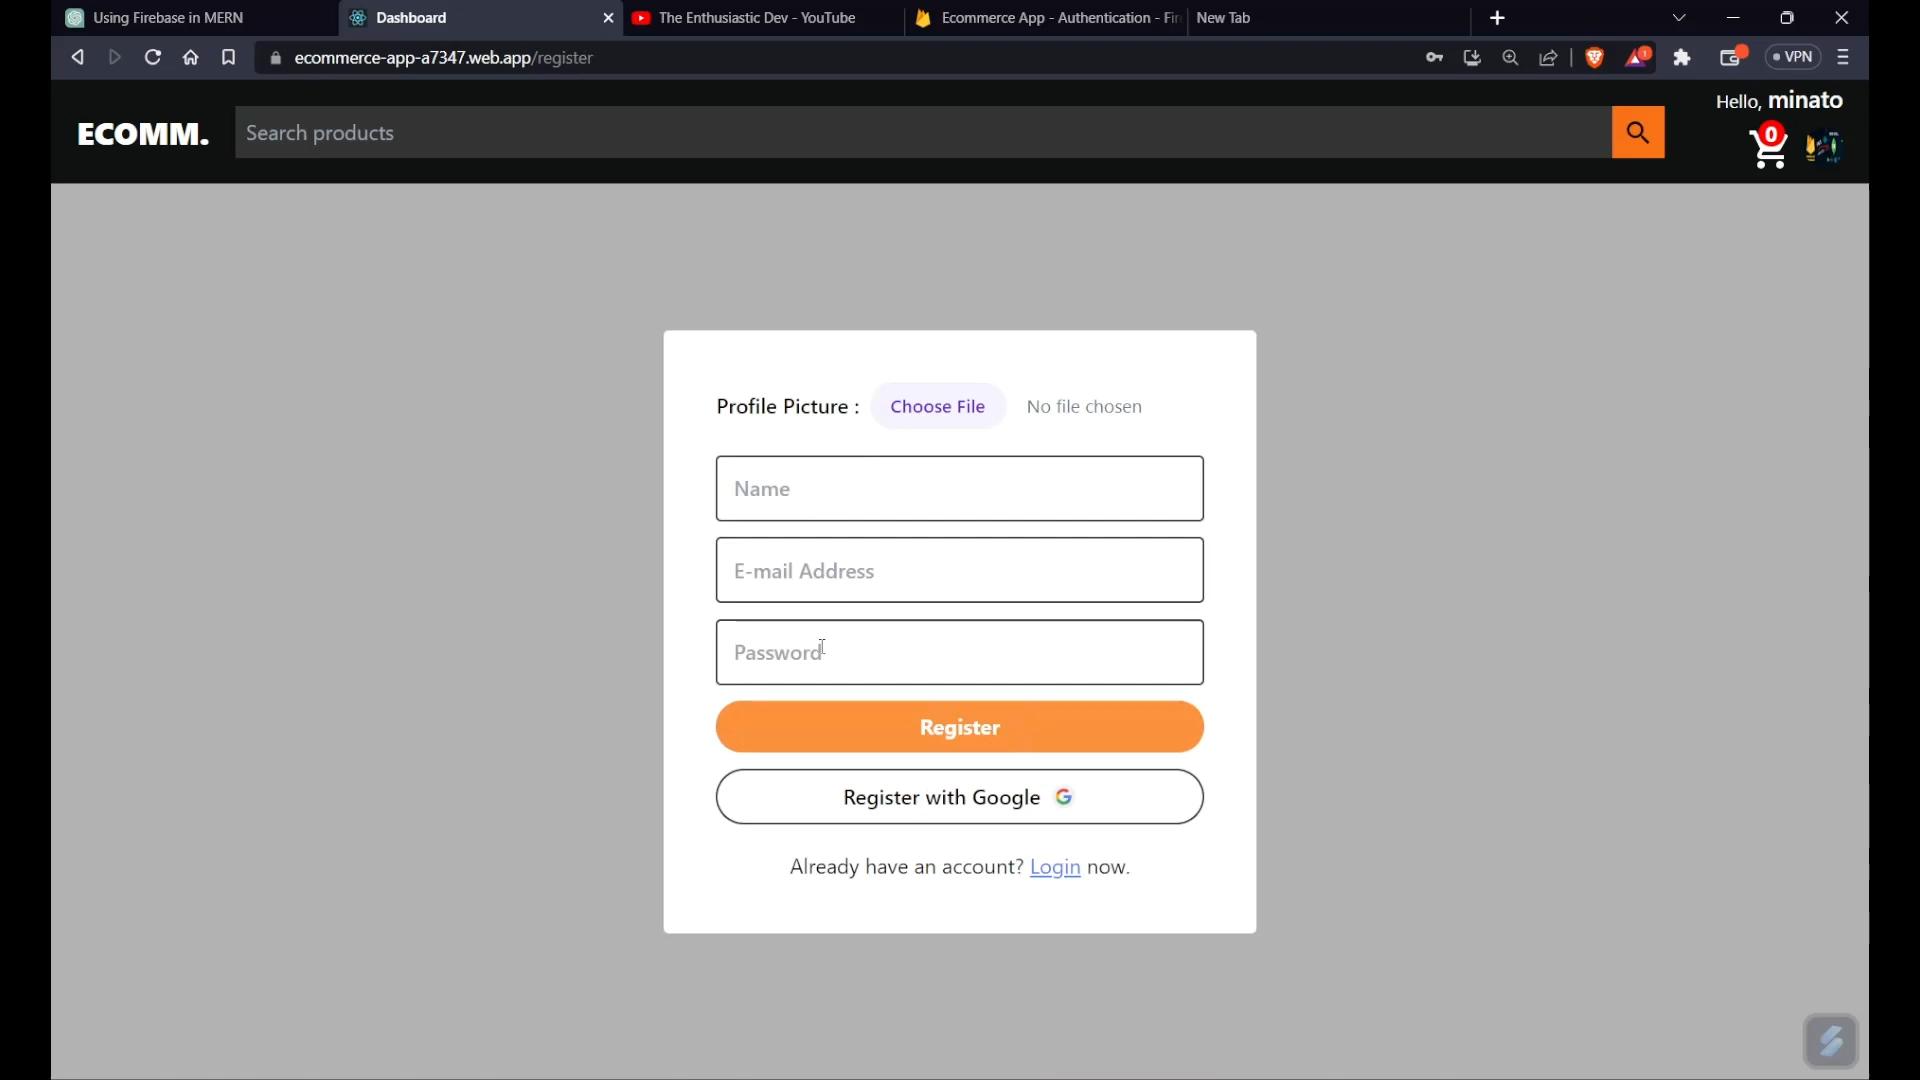 Using Firebase in MERN
Dashboard
The Enthusiastic Dev - YouTube
Ecommerce App - Authentication - Fir
New Tab
ecommerce-app-a7347.web.app/register
1
VPN
ECOMM.
Search products
Hello, minato
0
Profile Picture :
Choose File
No file chosen
Name
E-mail Address
Password
Register
Register with Google
Already have an account? Login now.